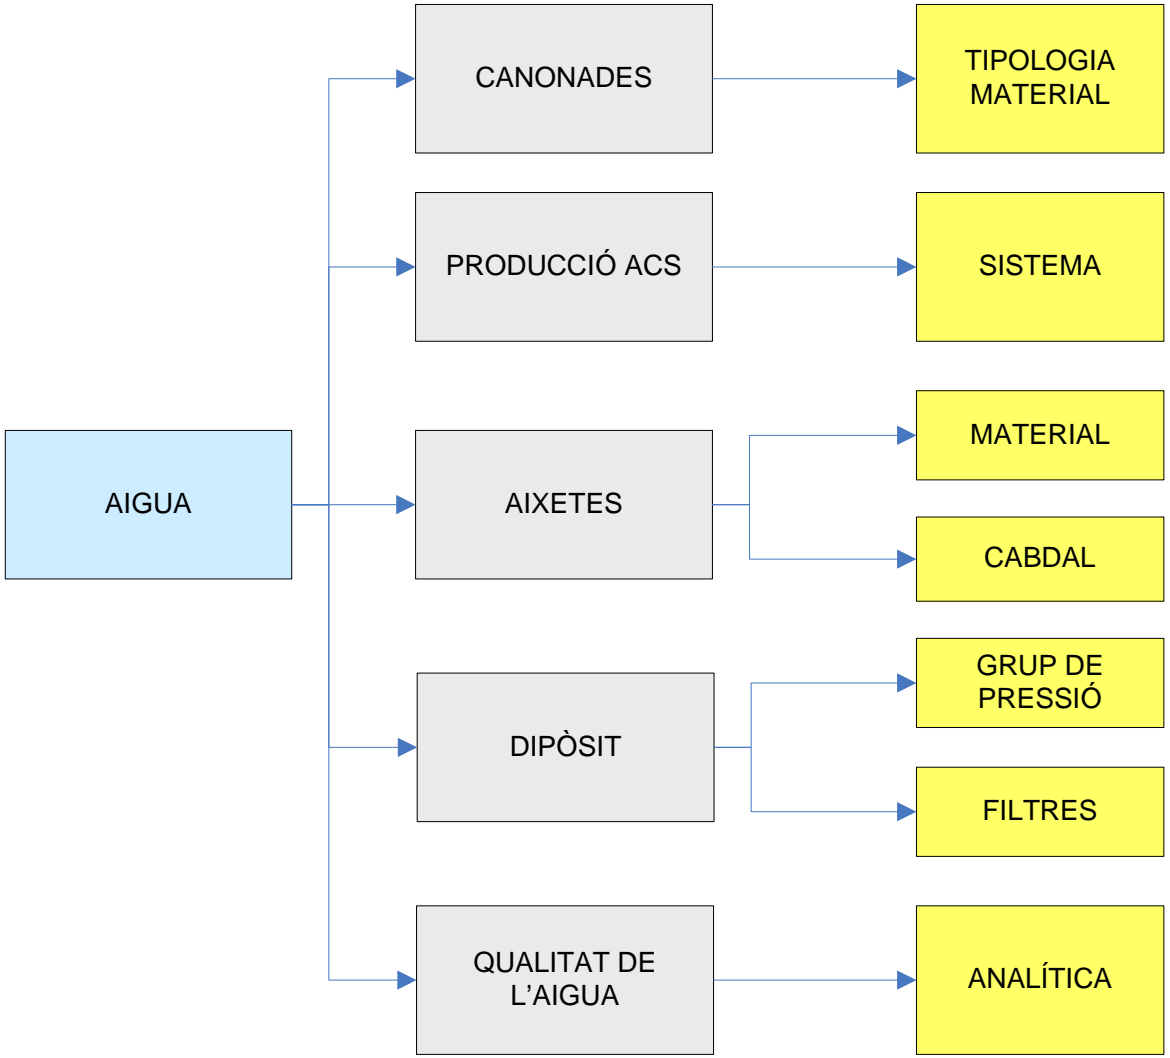 CANONADES
TIPOLOGIA
MATERIAL
PRODUCCIÓ ACS
SISTEMA
AIGUA
AIXETES
MATERIAL
CABDAL
DIPÒSIT
GRUP DE
PRESSIÓ
FILTRES
QUALITAT DE
L’AIGUA
ANALÍTICA